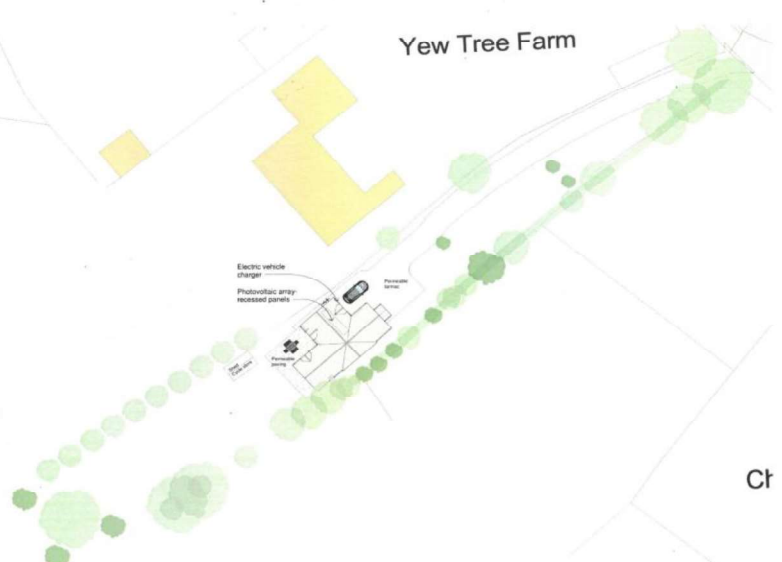 Yew Tree Farm
Electric vehicle
charger
Photovoltaic array-
recessed panels
Permeable
tarmac
Permeable
paving
Ch